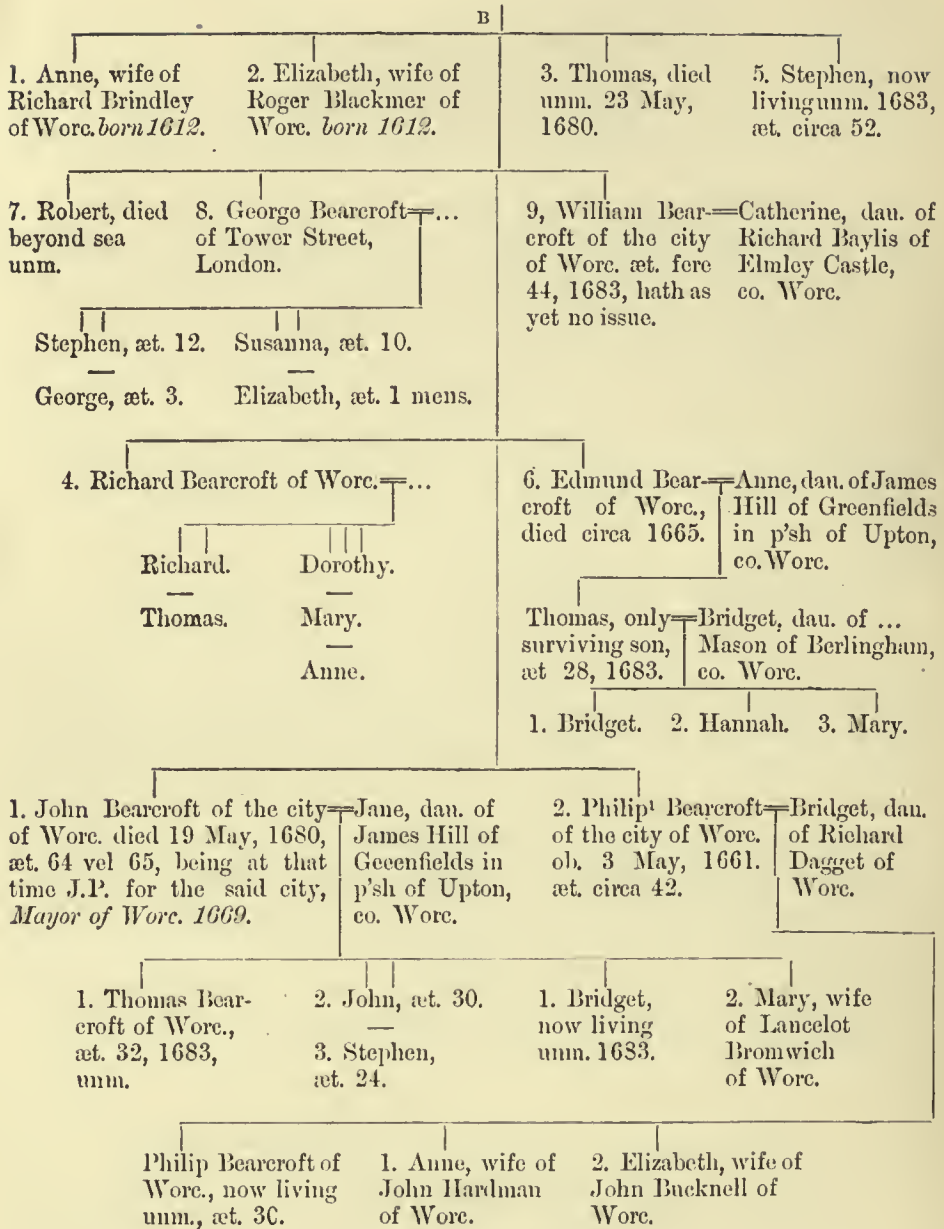 B
1. Anne, wife of
Richard Brindley
of Worc. born 1612.
2. Elizabeth, wife of
Roger Blackmer of
Worc. born 1612.
3. Thomas, died
unm. 23 May,
1680.
5. Stephen, now
living unm. 1683,
æt. circa 52.
7. Robert, died
beyond sea
unm.
8. George Bearcroft=...
of Tower Street,
London.
9, William Bear-=Catherine, dau. of
croft of the city Richard Baylis of
of Worc. æt. fere Elmley Castle,
44, 1683, hath as co. Worc.
yet no issue.
Stephen, æt. 12. Susanna, æt. 10.
— —
George, æt. 3. Elizabeth, æt. 1 mens.
4. Richard Bearcroft of Worc.=...
Richard. Dorothy.
— —
Thomas. Mary.
—
Anne.
6. Edmund Bear-=Anne, dau. of James
croft of Worc., Hill of Greenfields
died circa 1665. in p'sh of Upton,
co. Worc.
Thomas, only=Bridget, dau. of ...
surviving son, Mason of Berlingham,
æt 28, 1683. co. Worc.
1. Bridget. 2. Hannah. 3. Mary.
1. John Bearcroft of the city=Jane, dau. of
of Worc. died 19 May, 1680, James Hill of
æt. 64 vel 65, being at that Greenfields in
time J.P. for the said city, p'sh of Upton,
Mayor of Worc. 1669. co. Worc.
2. Philip¹ Bearcroft=Bridget, dau.
of the city of Worc. of Richard
ob. 3 May, 1661. Dagget of
æt. circa 42. Worc.
1. Thomas Bear-
croft of Worc.,
æt. 32, 1683,
unm.
2. John, æt. 30.
—
3. Stephen,
æt. 24.
1. Bridget,
now living
unm. 1683.
2. Mary, wife
of Lancelot
Bromwich
of Worc.
Philip Bearcroft of
Worc., now living
unm., æt. 30.
1. Anne, wife of
John Hardman
of Worc.
2. Elizabeth, wife of
John Bucknell of
Worc.